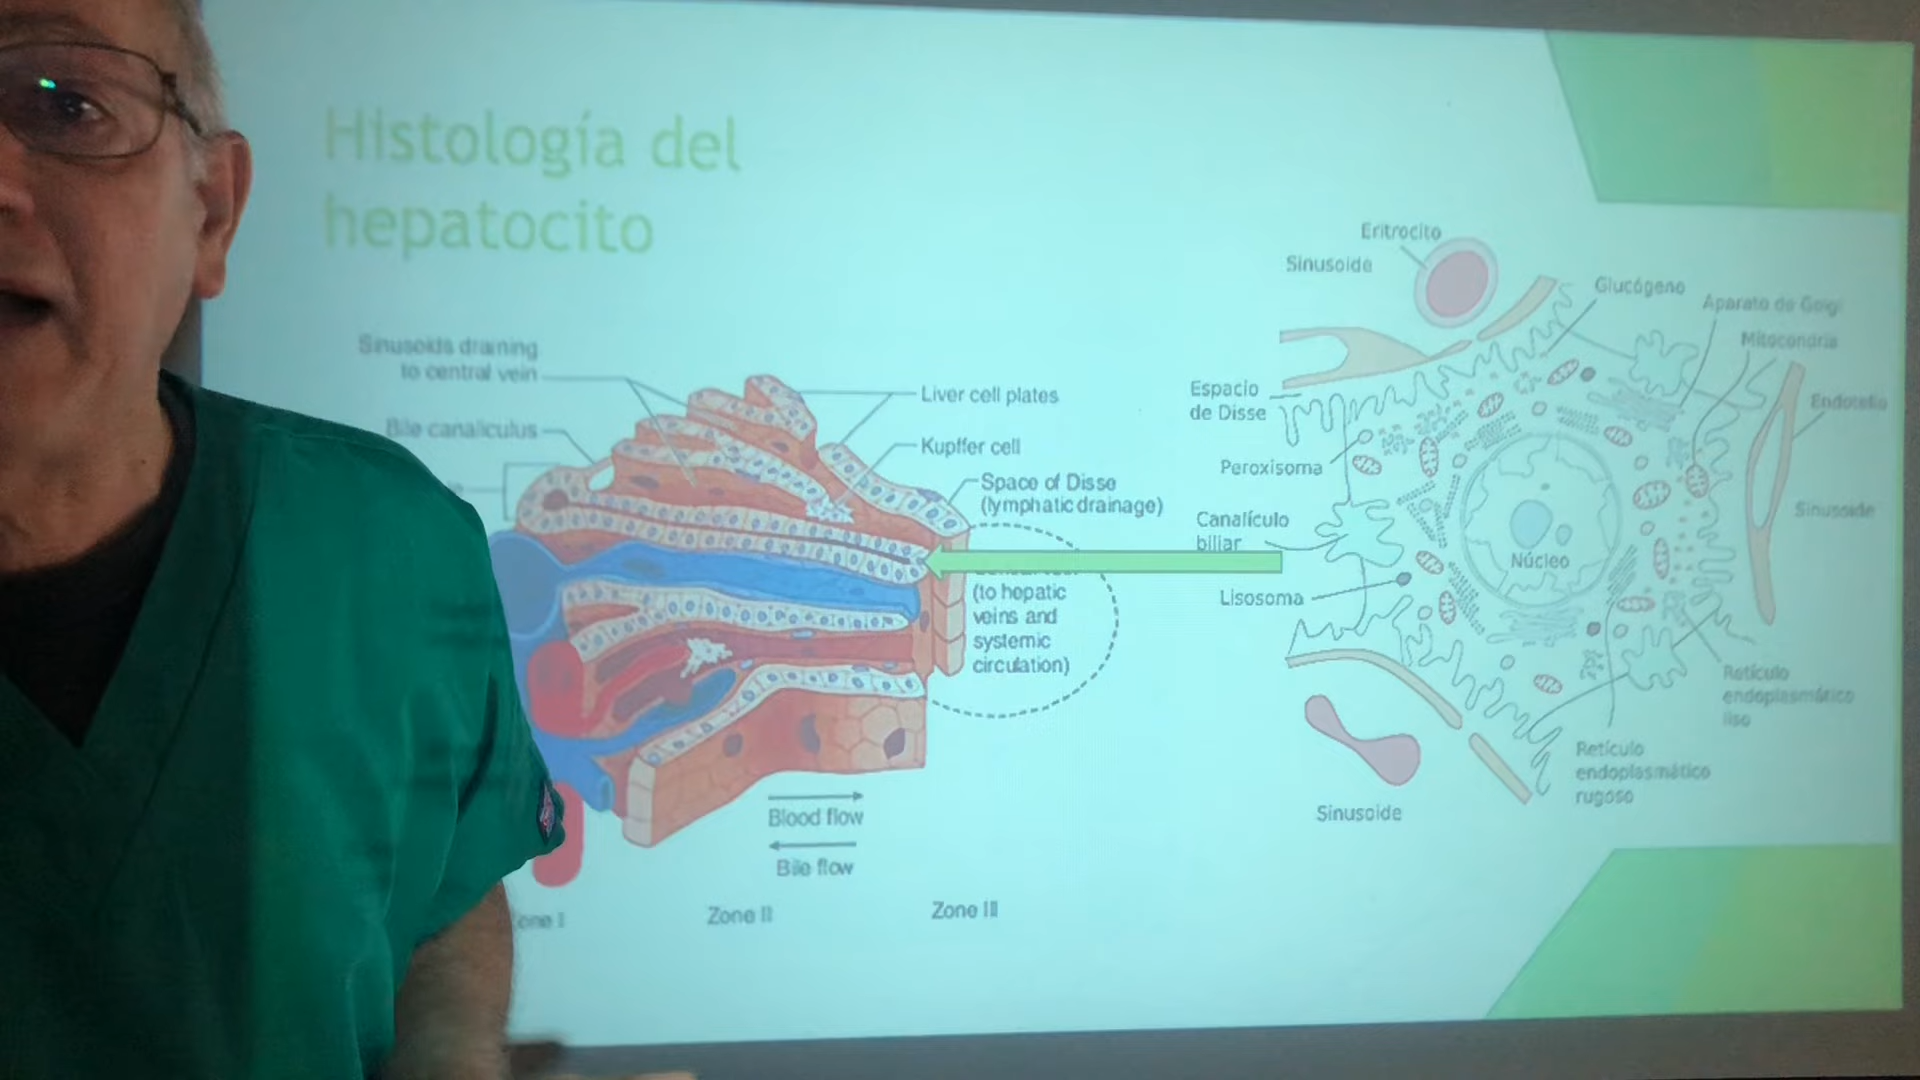 Histología del
hepatocito
Sinusoids draining
to central vein
Bile canaliculus
Liver cell plates
Kupffer cell
Space of Disse
(lymphatic drainage)
(to hepatic
veins and
systemic
circulation)
Blood flow
Bile flow
Zone II
Zone III
Eritrocito
Sinusoide
Glucógeno
Aparato de Golgi
Mitocondria
Espacio
de Disse
Endotelio
Peroxisoma
Sinusoide
Canalículo
biliar
Núcleo
Lisosoma
Retículo
endoplasmático
liso
Retículo
endoplasmático
rugoso
Sinusoide